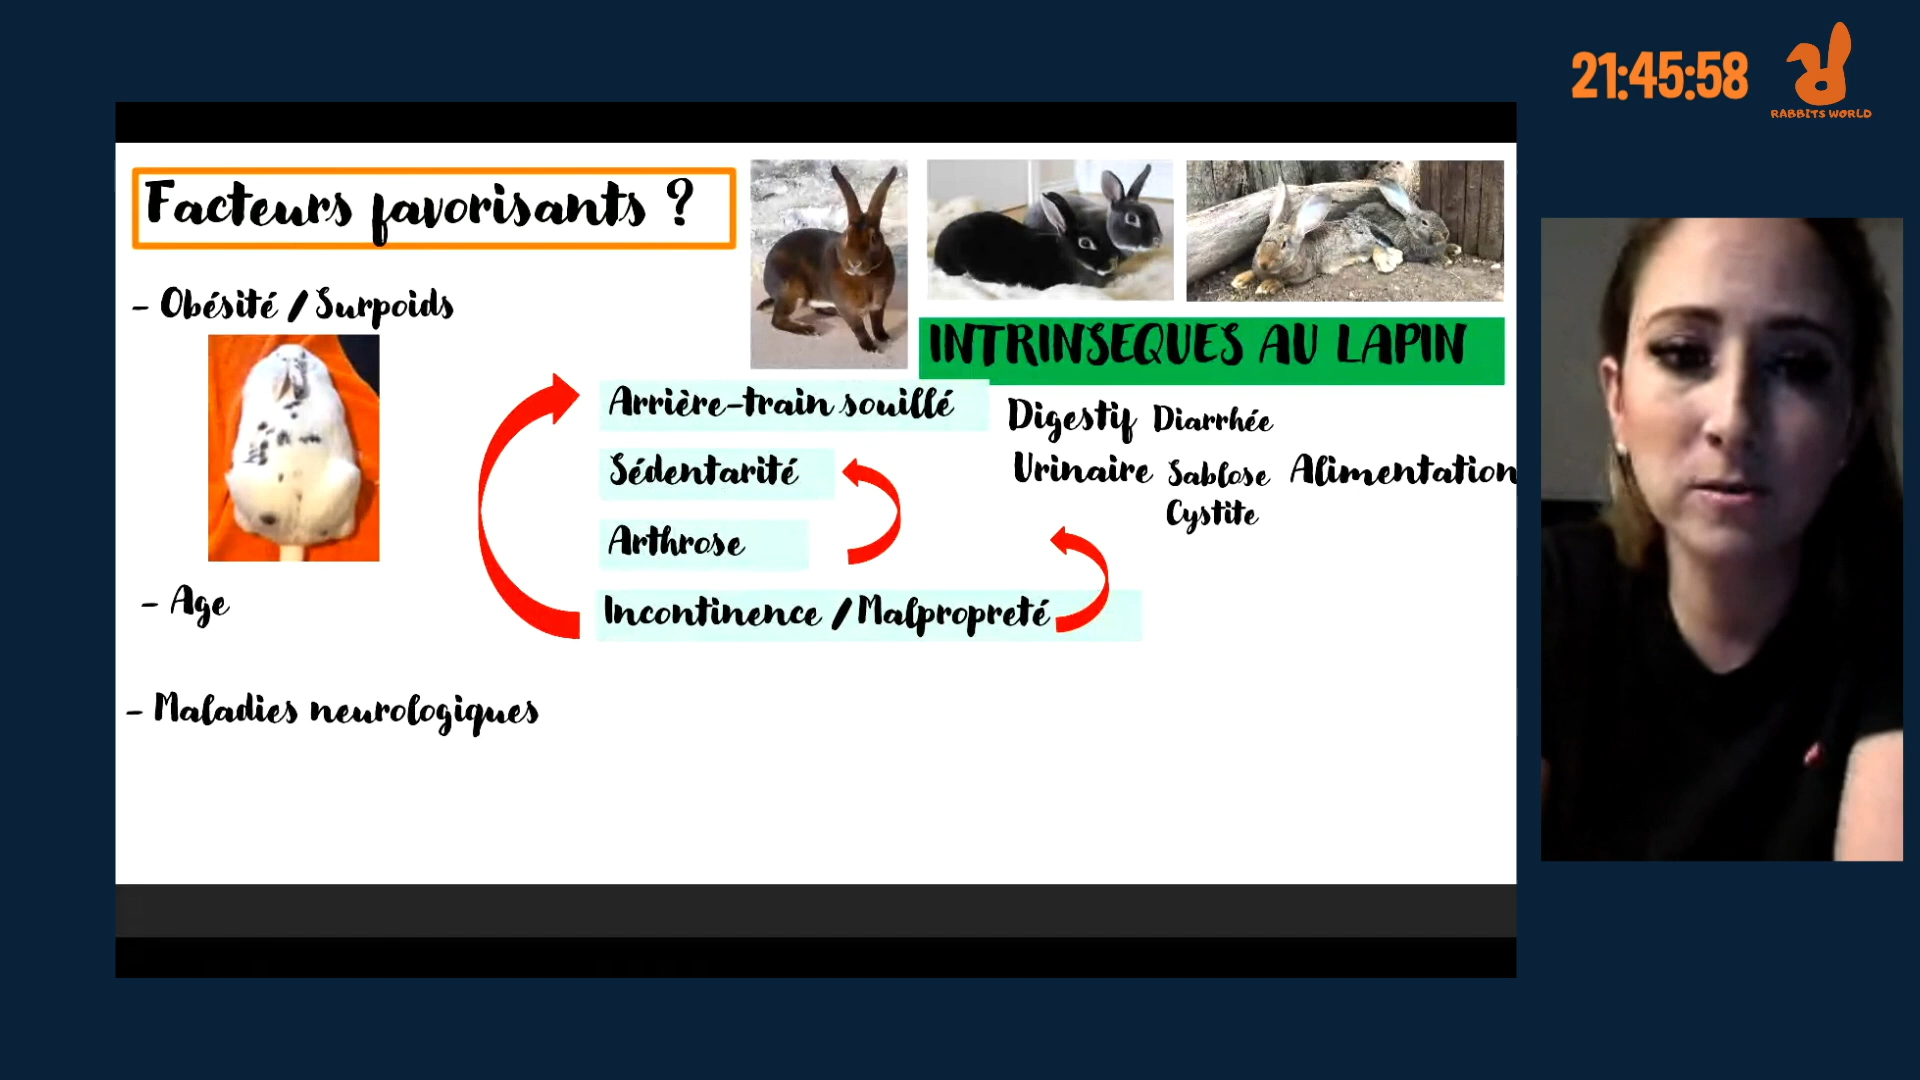 21:45:58
RABBITS WORLD
Facteurs favorisants ?
INTRINSEQUES AU LAPIN
- Obésité / Surpoids
Arrière-train souillé
Digestif Diarrhée
Sédentarité
Urinaire Sablose Alimentation
Cystite
Arthrose
- Age
Incontinence / Malpropreté
- Maladies neurologiques